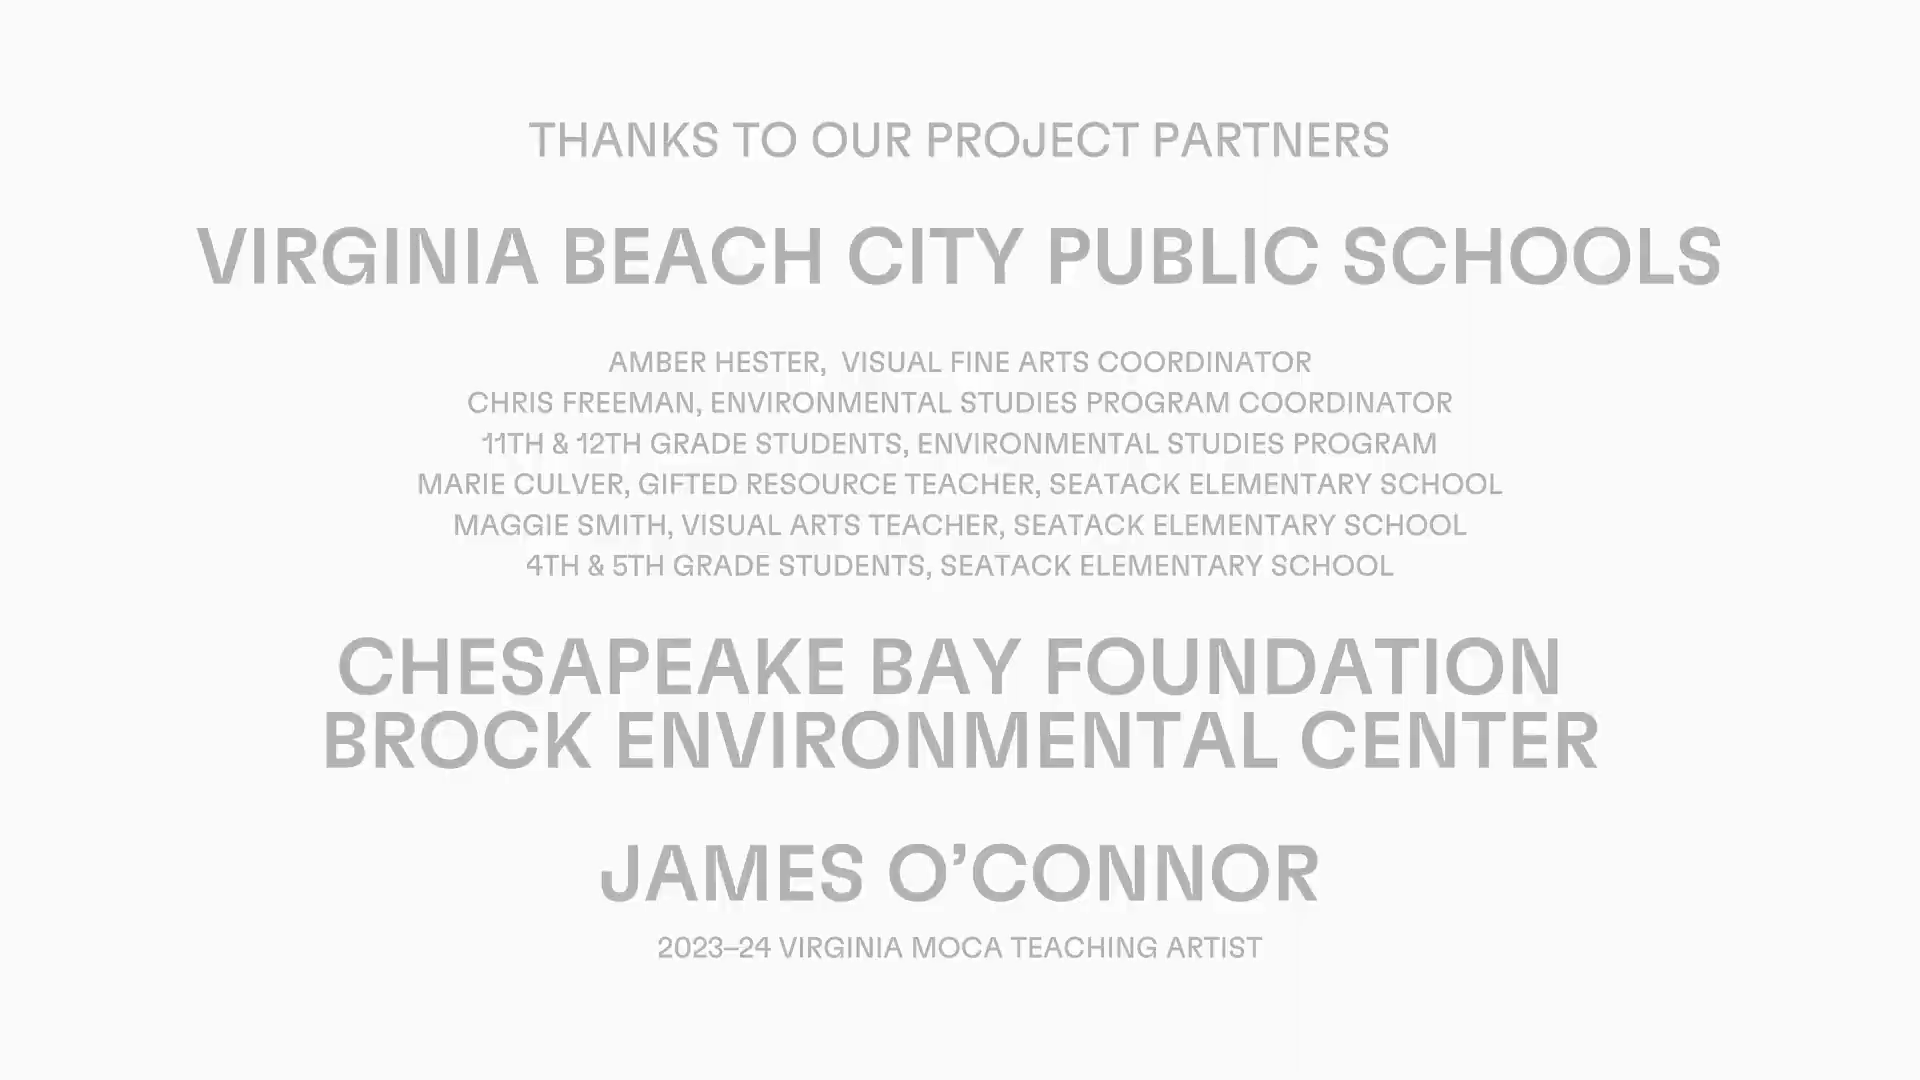 THANKS TO OUR PROJECT PARTNERS
VIRGINIA BEACH CITY PUBLIC SCHOOLS
AMBER HESTER, VISUAL FINE ARTS COORDINATOR
CHRIS FREEMAN, ENVIRONMENTAL STUDIES PROGRAM COORDINATOR
11TH & 12TH GRADE STUDENTS, ENVIRONMENTAL STUDIES PROGRAM
MARIE CULVER, GIFTED RESOURCE TEACHER, SEATACK ELEMENTARY SCHOOL
MAGGIE SMITH, VISUAL ARTS TEACHER, SEATACK ELEMENTARY SCHOOL
4TH & 5TH GRADE STUDENTS, SEATACK ELEMENTARY SCHOOL
CHESAPEAKE BAY FOUNDATION
BROCK ENVIRONMENTAL CENTER
JAMES O’CONNOR
2023–24 VIRGINIA MOCA TEACHING ARTIST